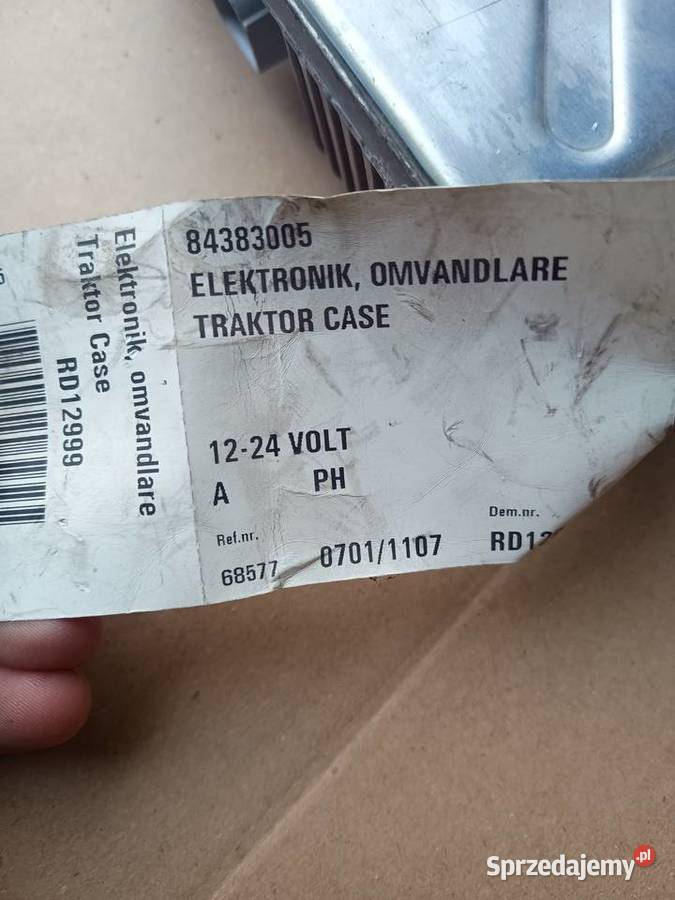 84383005
ELEKTRONIK, OMVANDLARE
TRAKTOR CASE
12-24 VOLT
A PH
Ref.nr.
68577 0701/1107
Dem.nr.
Elektronik, omvandlare
Traktor Case
RD12999
Sprzedajemy.pl